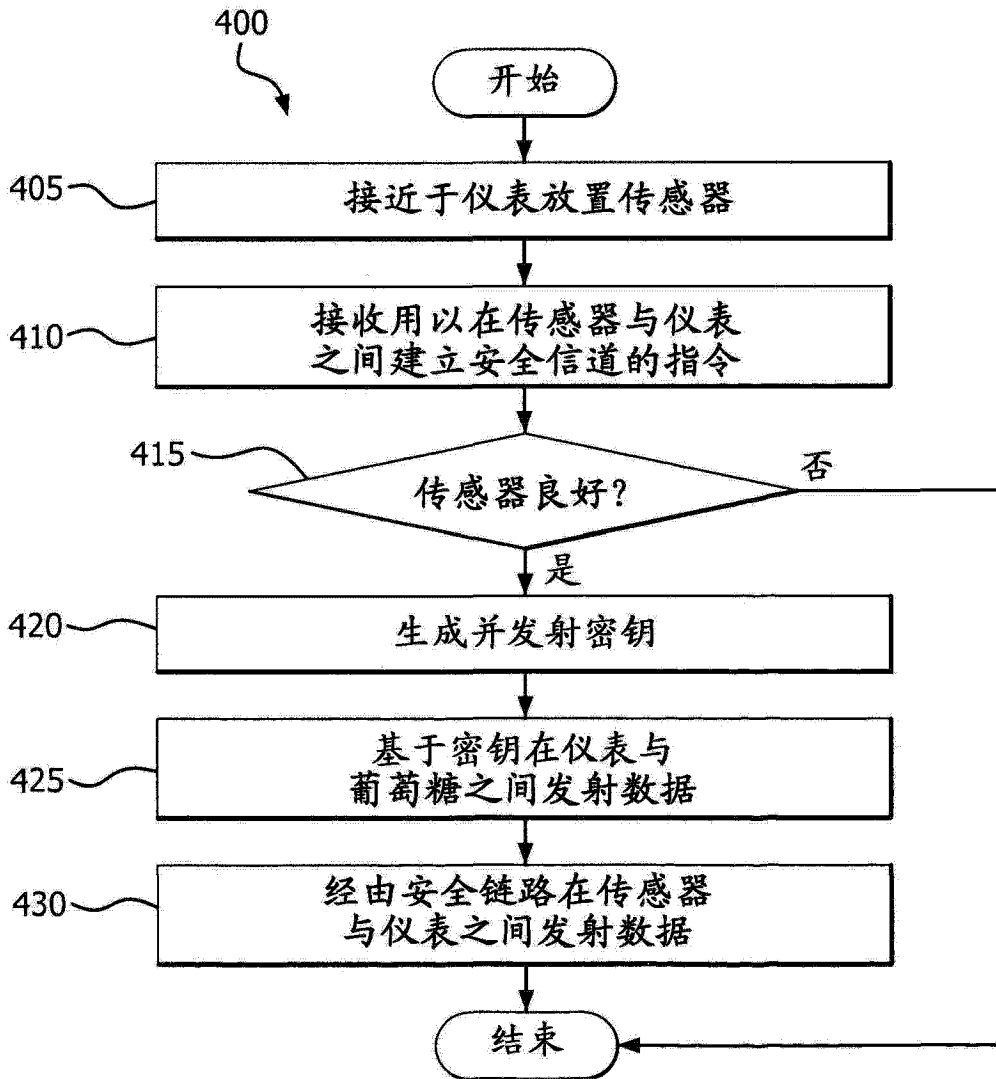 400
开始
405
接近于仪表放置传感器
410
接收用以在传感器与仪表
之间建立安全信道的指令
415
传感器良好？
否
是
420
生成并发射密钥
425
基于密钥在仪表与
葡萄糖之间发射数据
430
经由安全链路在传感器
与仪表之间发射数据
结束